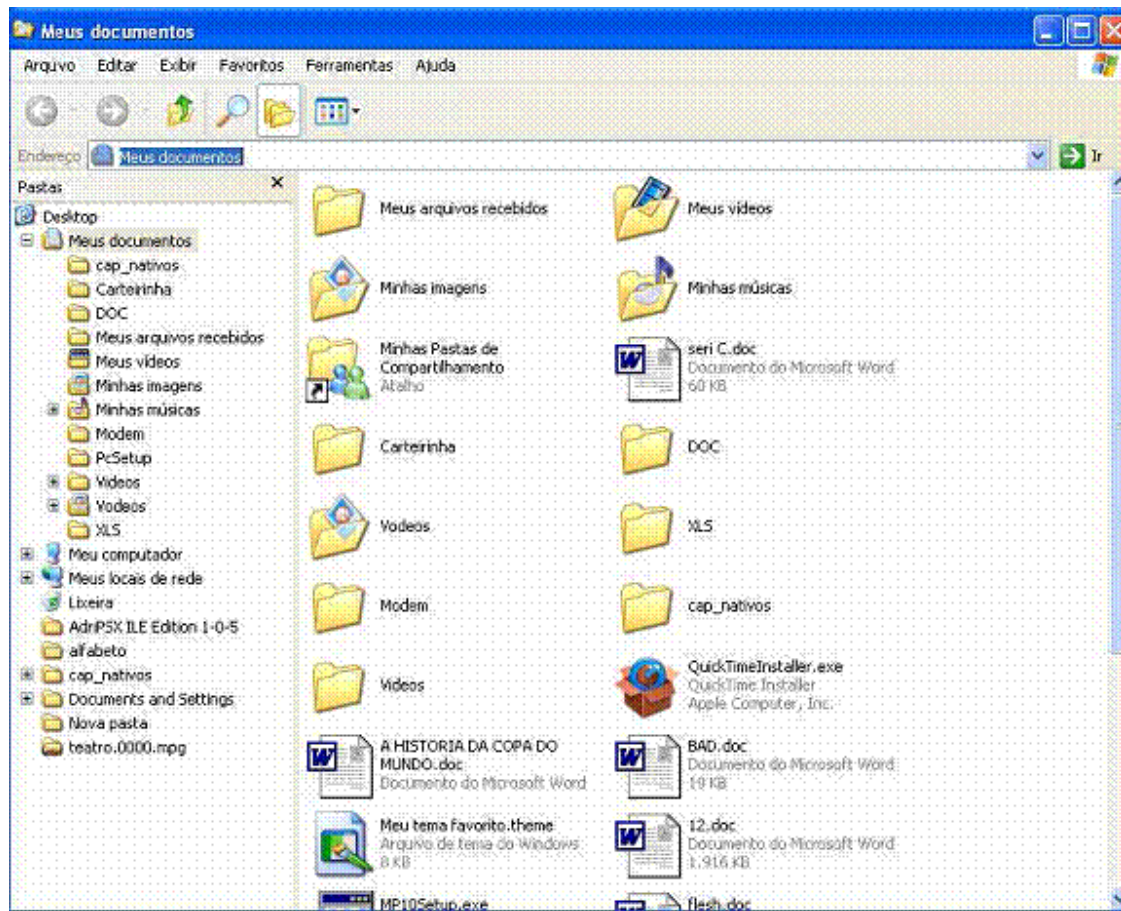 Meus documentos
Arquivo Editar Exibir Favoritos Ferramentas Ajuda
Endereço Meus documentos Ir
Pastas
Desktop
Meus documentos
cap_nativos
Carteirinha
DOC
Meus arquivos recebidos
Meus vídeos
Minhas imagens
Minhas músicas
Modem
PcSetup
Videos
Vodeos
XLS
Meu computador
Meus locais de rede
Lixeira
AdriPSX ILE Edition 1-0-5
alfabeto
cap_nativos
Documents and Settings
Nova pasta
teatro.0000.mpg
Meus arquivos recebidos
Meus vídeos
Minhas imagens
Minhas músicas
Minhas Pastas de
Compartilhamento
Atalho
seri C.doc
Documento do Microsoft Word
60 KB
Carteirinha
DOC
Vodeos
XLS
Modem
cap_nativos
Videos
QuickTimeInstaller.exe
QuickTime Installer
Apple Computer, Inc.
A HISTORIA DA COPA DO
MUNDO.doc
Documento do Microsoft Word
BAD.doc
Documento do Microsoft Word
19 KB
Meu tema favorito.theme
Arquivo de tema do Windows
8 KB
12.doc
Documento do Microsoft Word
1.916 KB
MP10Setup.exe
flesh.doc